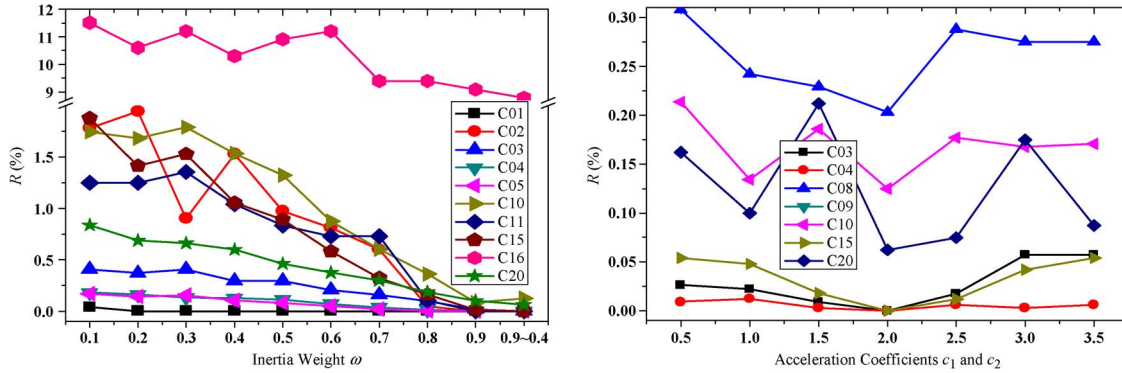 12
11
10
9
1.5
1.0
0.5
0.0
R (%)
0.1 0.2 0.3 0.4 0.5 0.6 0.7 0.8 0.9 0.9~0.4
Inertia Weight ω
C01
C02
C03
C04
C05
C10
C11
C15
C16
C20
0.30
0.25
0.20
0.15
0.10
0.05
0.00
R (%)
0.5 1.0 1.5 2.0 2.5 3.0 3.5
Acceleration Coefficients c1 and c2
C03
C04
C08
C09
C10
C15
C20